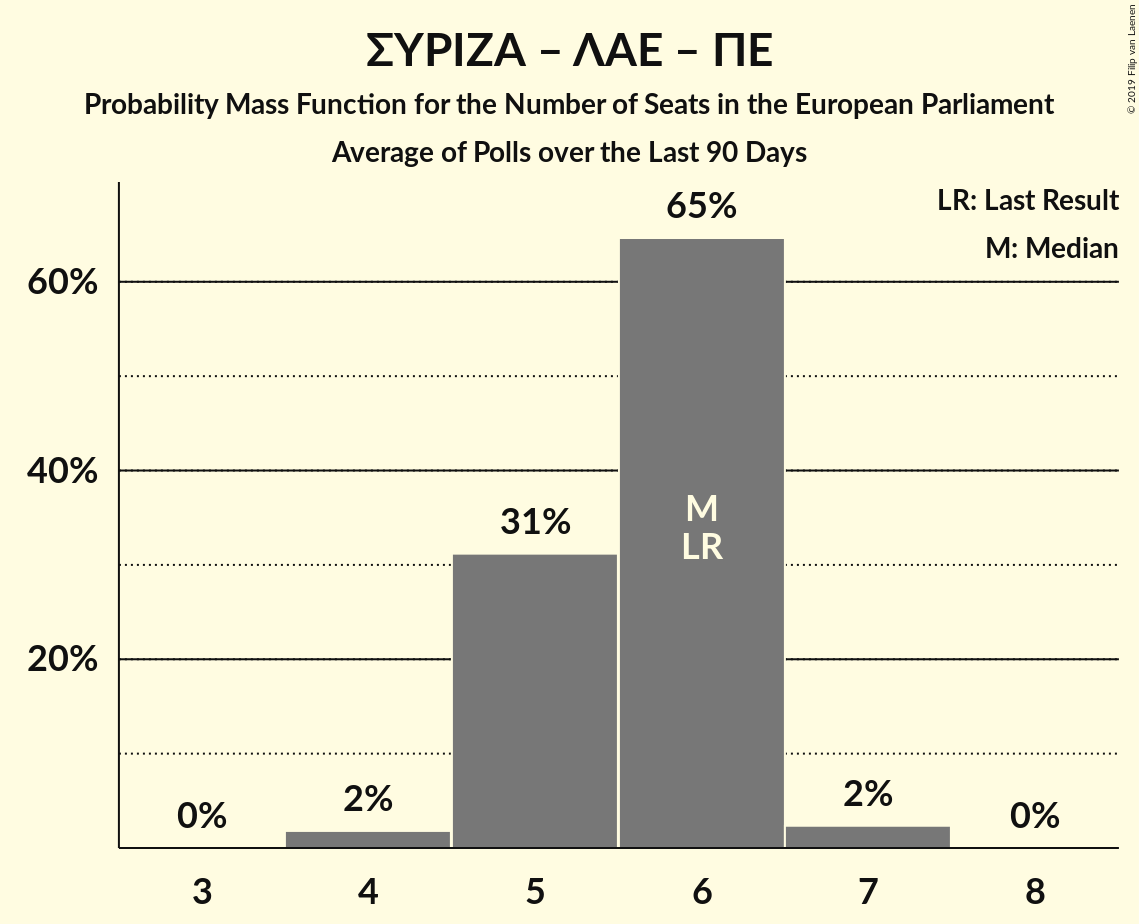 ΣΥΡΙΖΑ – ΛΑΕ – ΠΕ
Probability Mass Function for the Number of Seats in the European Parliament
Average of Polls over the Last 90 Days
© 2019 Filip van Laenen
LR: Last Result
M: Median
65%
60%
40%
31%
M
LR
20%
0%
2%
2%
0%
3
4
5
6
7
8